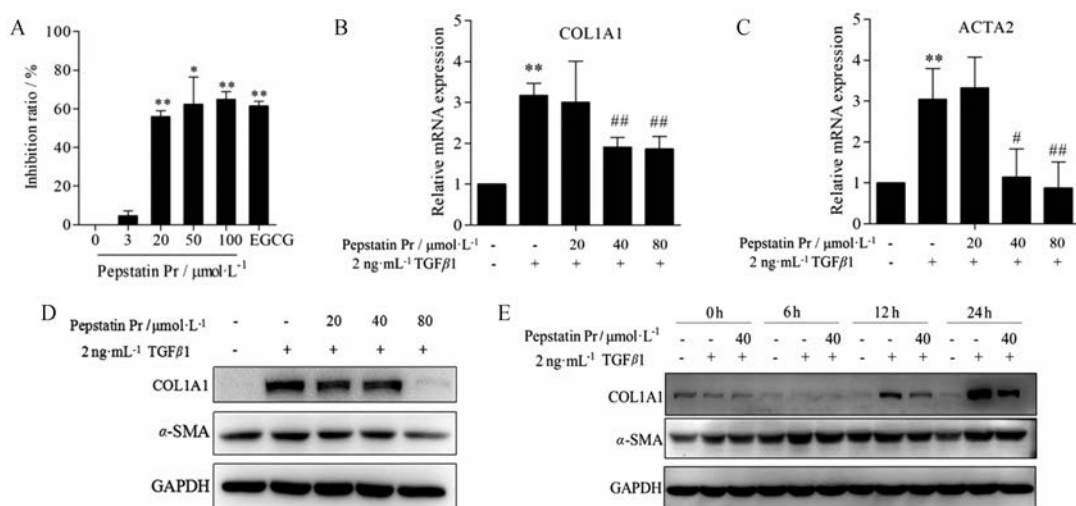 A
Inhibition ratio / %
100
80
60
40
20
0
**
*
**
**
0 3 20 50 100 EGCG
Pepstatin Pr / μmol·L-1
B
COL1A1
Relative mRNA expression
5
4
3
2
1
0
**
##
##
Pepstatin Pr / μmol·L-1 - - 20 40 80
2 ng·mL-1 TGFβ1 - + + + +
C
ACTA2
Relative mRNA expression
5
4
3
2
1
0
**
#
##
Pepstatin Pr / μmol·L-1 - - 20 40 80
2 ng·mL-1 TGFβ1 - + + + +
D
Pepstatin Pr / μmol·L-1 - - 20 40 80
2 ng·mL-1 TGFβ1 - + + + +
COL1A1
α-SMA
GAPDH
E
0 h 6 h 12 h 24 h
Pepstatin Pr / μmol·L-1 - - 40 - - 40 - - 40 - - 40
2 ng·mL-1 TGFβ1 - + + - + + - + + - + +
COL1A1
α-SMA
GAPDH